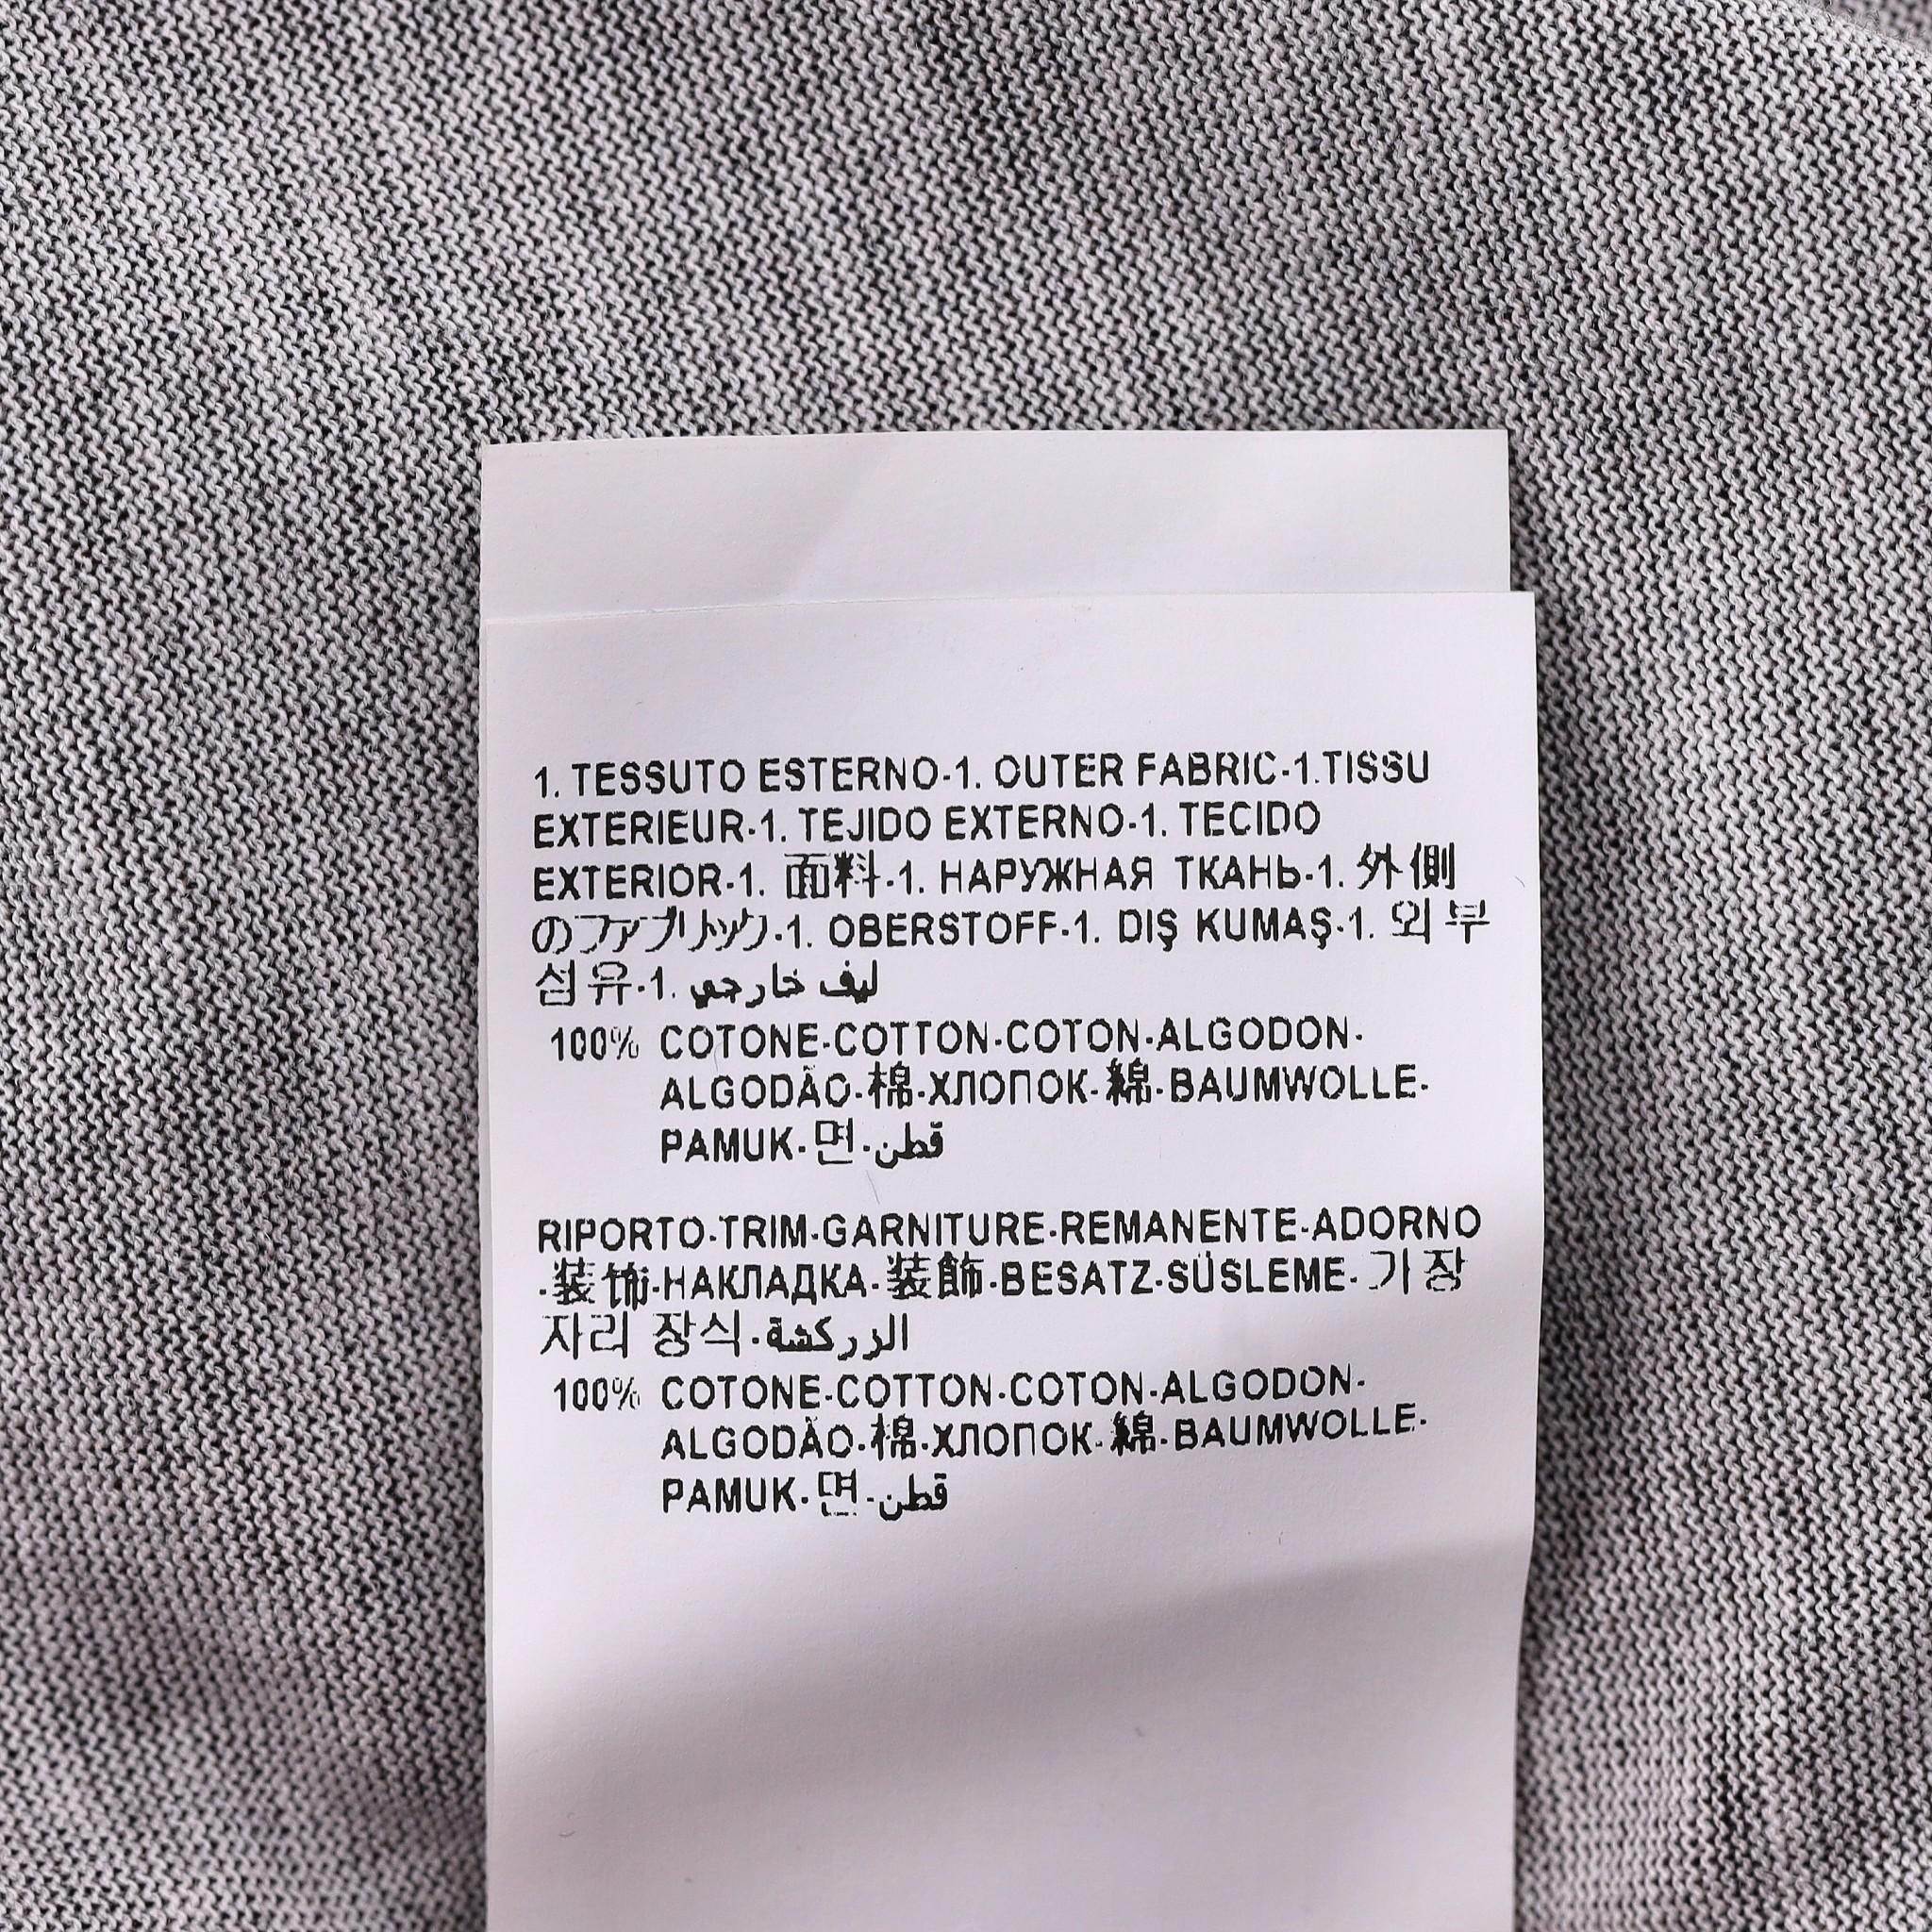 1. TESSUTO ESTERNO-1. OUTER FABRIC-1.TISSU
EXTERIEUR-1. TEJIDO EXTERNO-1. TECIDO
EXTERIOR-1. 面料-1. НАРУЖНАЯ ТКАНЬ-1. 外側
のファブリック-1. OBERSTOFF-1. DIŞ KUMAŞ-1. 외부
섬유-1. ليف خارجي
100% COTONE-COTTON-COTON-ALGODON-
ALGODÃO-棉-ХЛОПОК-綿-BAUMWOLLE-
PAMUK-면-قطن
RIPORTO-TRIM-GARNITURE-REMANENTE-ADORNO
-装饰-НАКЛАДКА-装飾-BESATZ-SÜSLEME-가장
자리 장식-الزركشة
100% COTONE-COTTON-COTON-ALGODON-
ALGODÃO-棉-ХЛОПОК-綿-BAUMWOLLE-
PAMUK-면-قطن